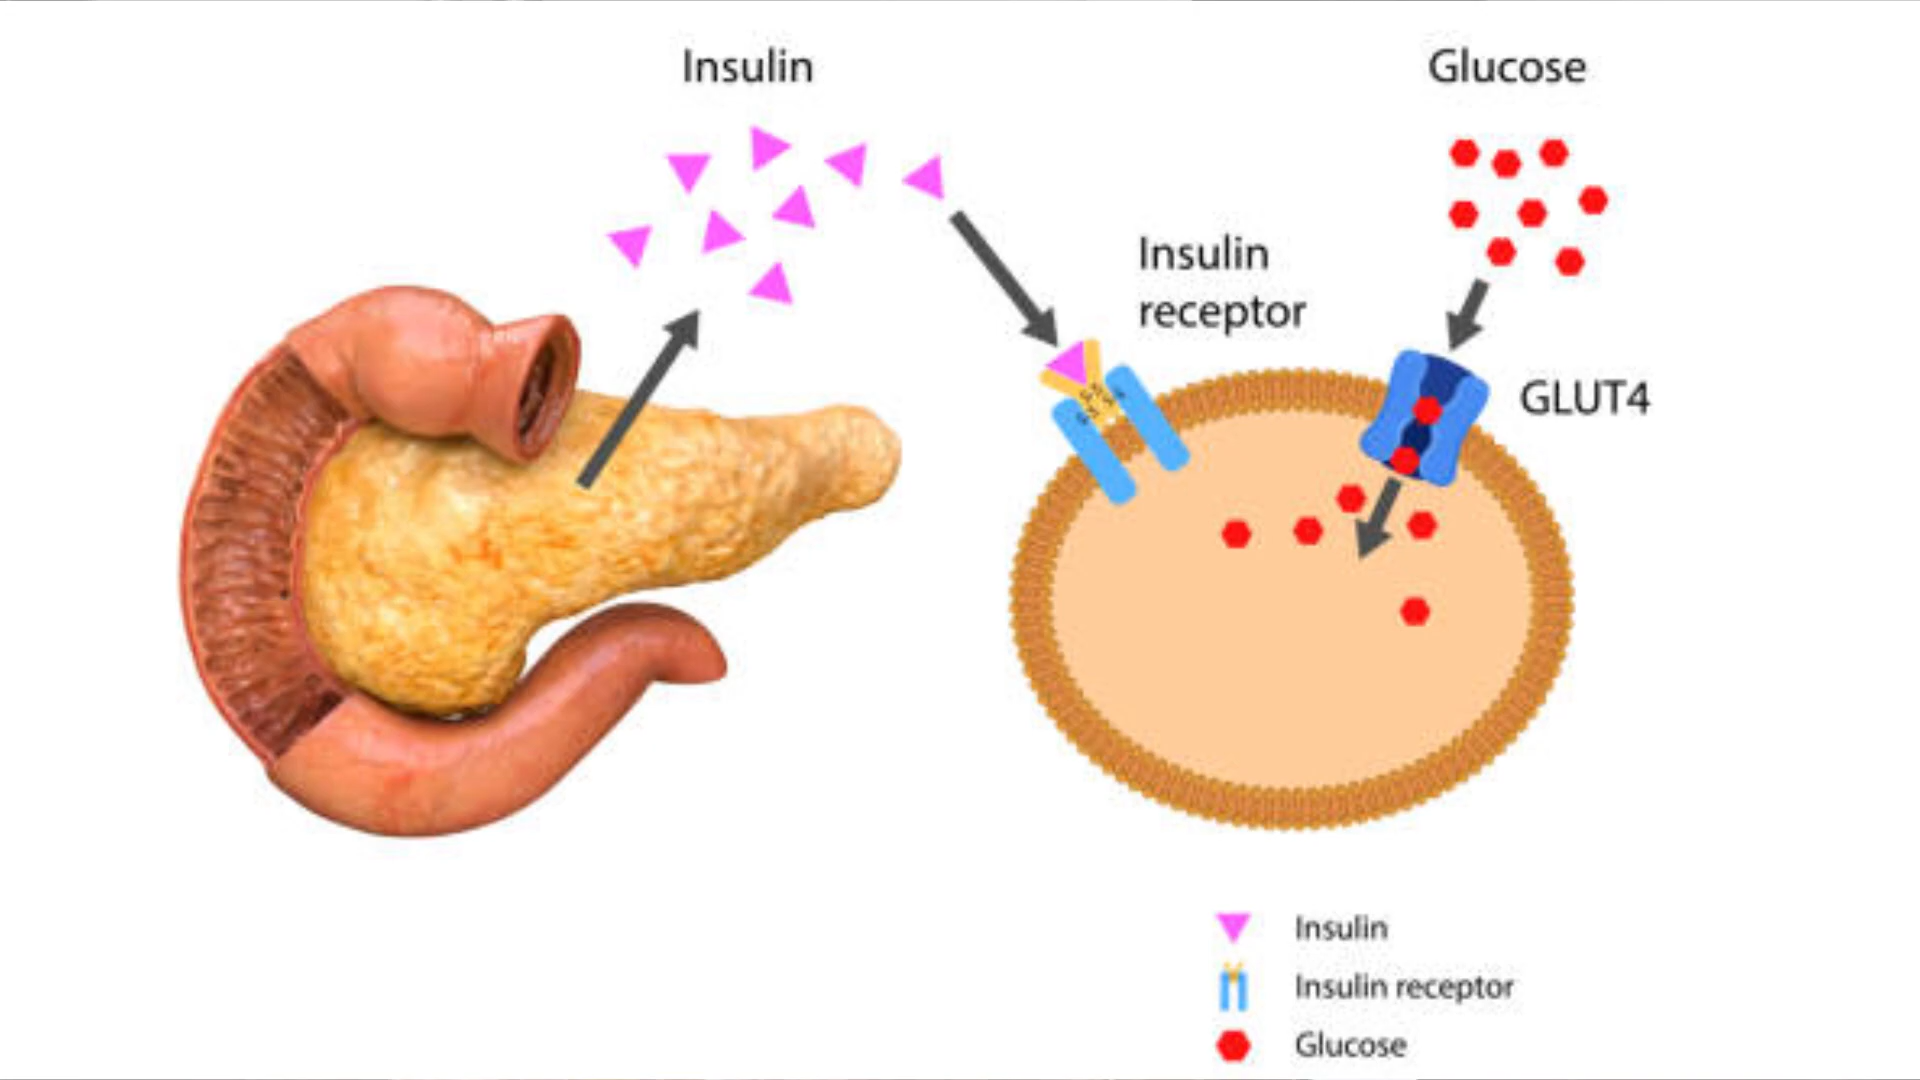 Insulin
Glucose
Insulin
receptor
GLUT4
Insulin
Insulin receptor
Glucose